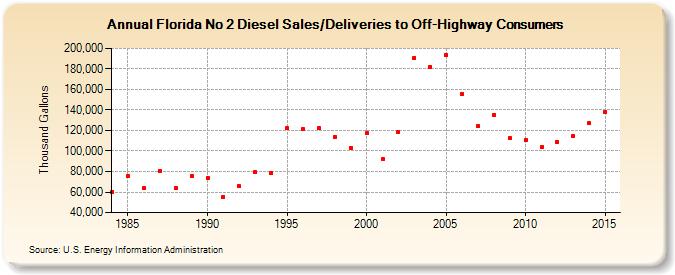 Annual Florida No 2 Diesel Sales/Deliveries to Off-Highway Consumers
Thousand Gallons
200,000
180,000
160,000
140,000
120,000
100,000
80,000
60,000
40,000
1985 1990 1995 2000 2005 2010 2015
Source: U.S. Energy Information Administration